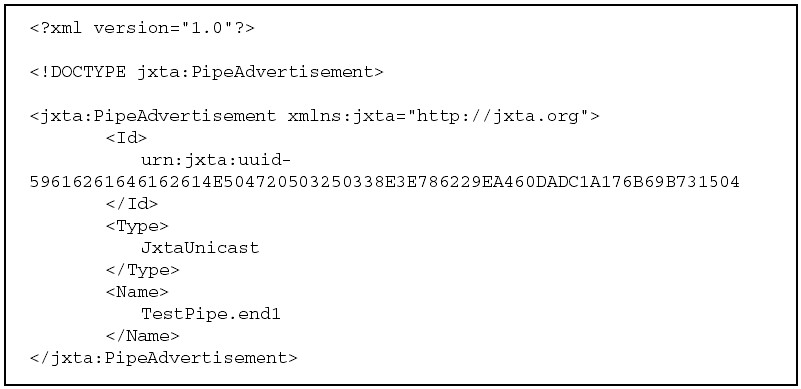 <?xml version="1.0"?>
<!DOCTYPE jxta:PipeAdvertisement>
<jxta:PipeAdvertisement xmlns:jxta="http://jxta.org">
<Id>
urn:jxta:uuid-
59616261646162614E504720503250338E3E786229EA460DADC1A176B69B731504
</Id>
<Type>
JxtaUnicast
</Type>
<Name>
TestPipe.end1
</Name>
</jxta:PipeAdvertisement>